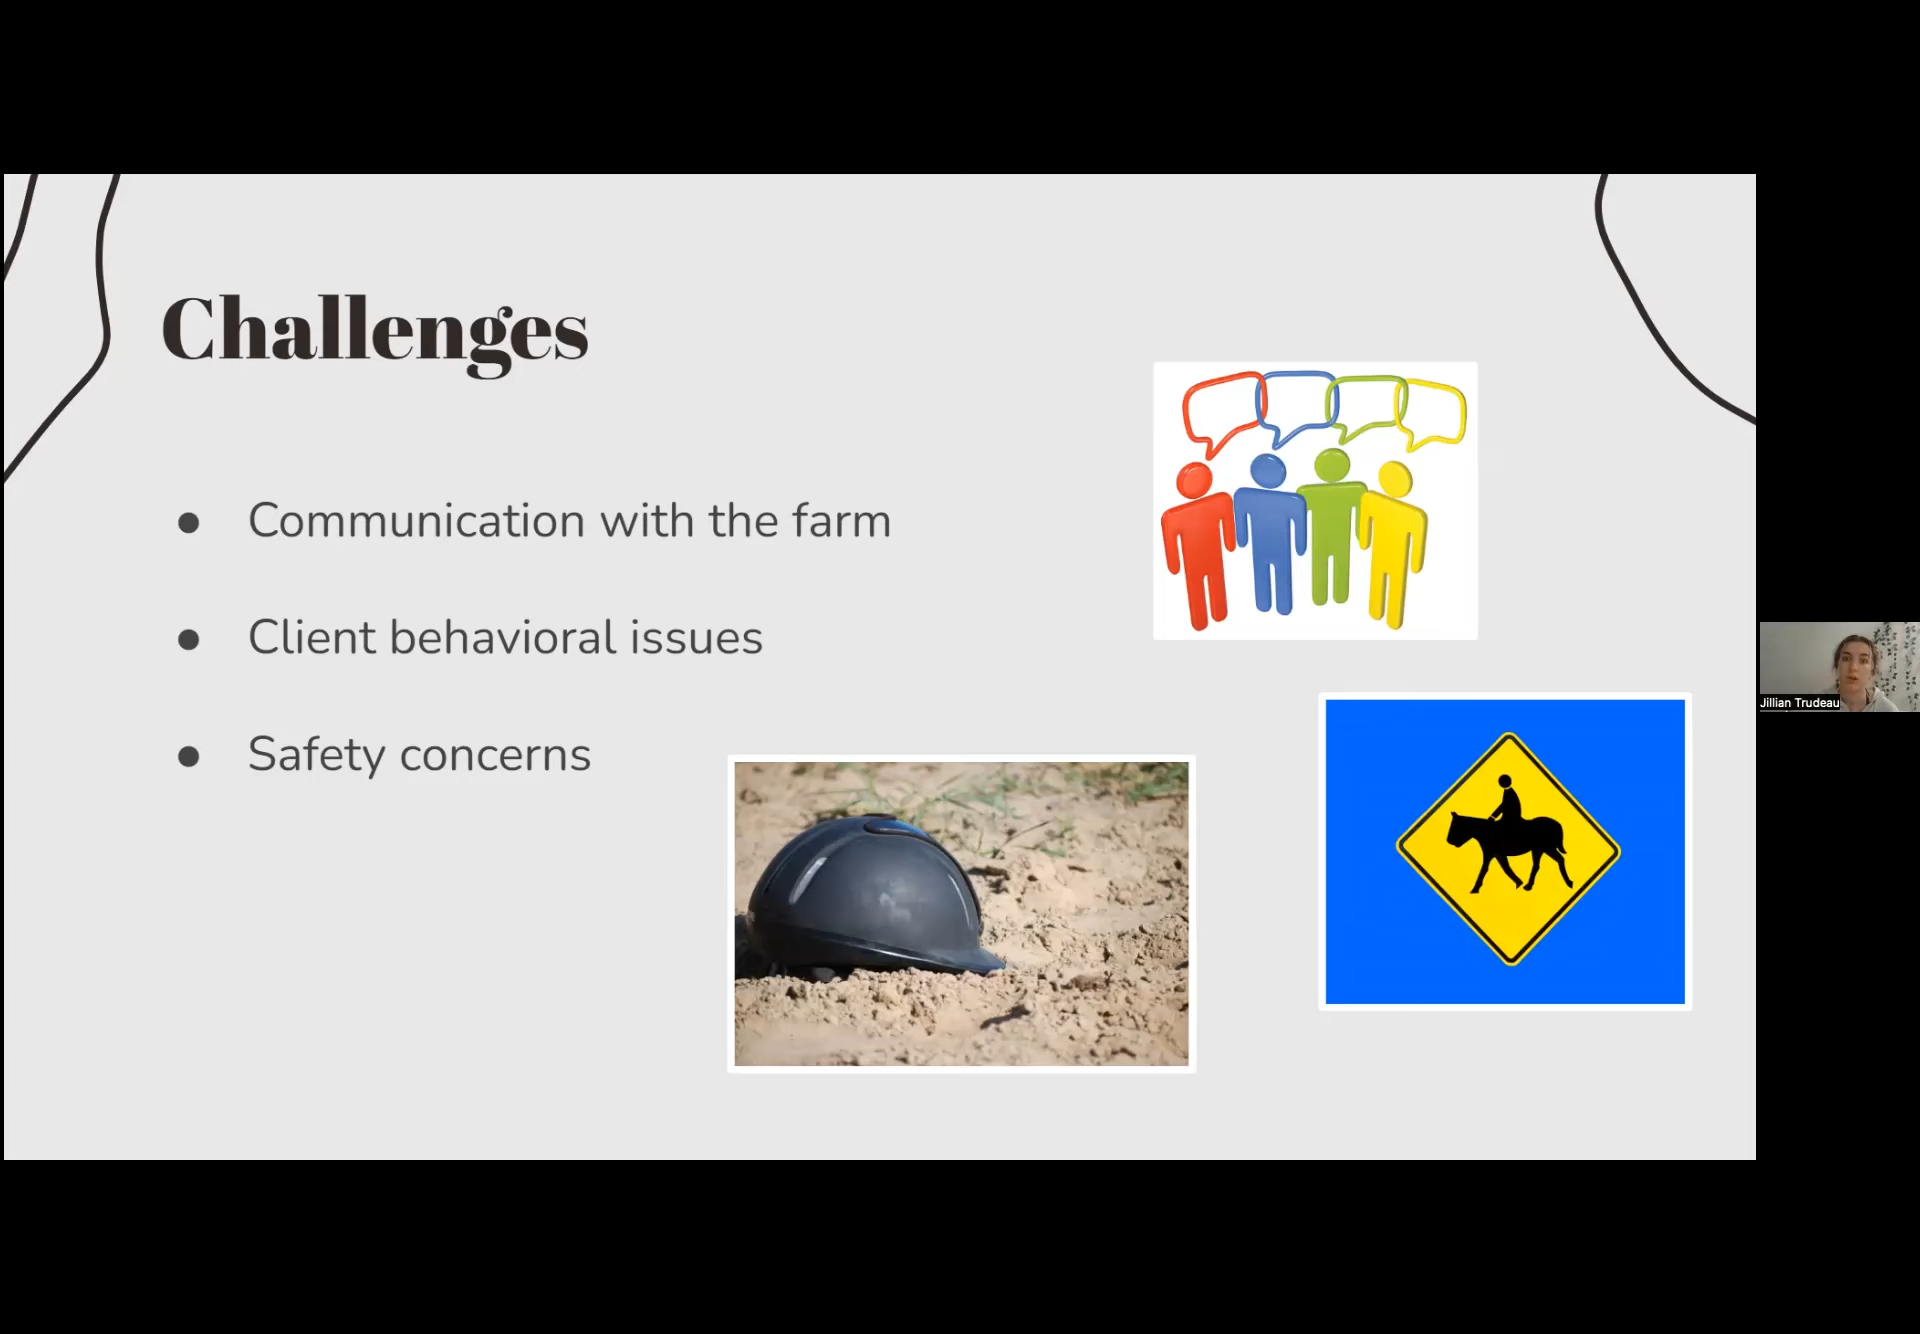 Challenges
Communication with the farm
Client behavioral issues
Safety concerns
Jillian Trudeau